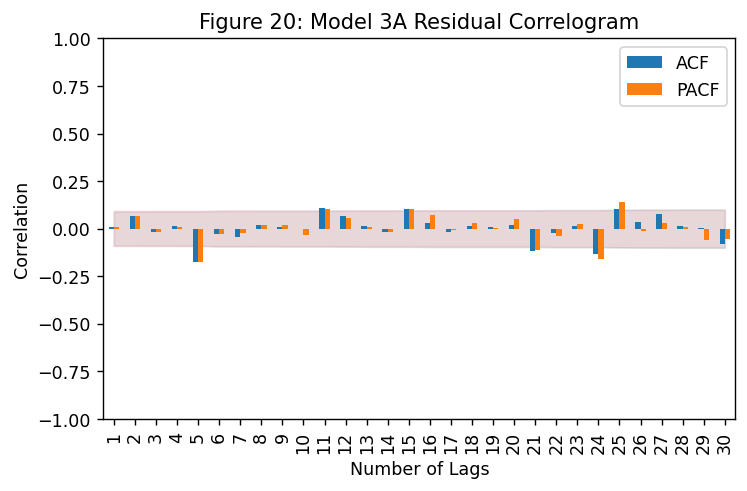 Figure 20: Model 3A Residual Correlogram
1.00
0.75
0.50
0.25
0.00
−0.25
−0.50
−0.75
−1.00
Correlation
ACF
PACF
1 2 3 4 5 6 7 8 9 10 11 12 13 14 15 16 17 18 19 20 21 22 23 24 25 26 27 28 29 30
Number of Lags